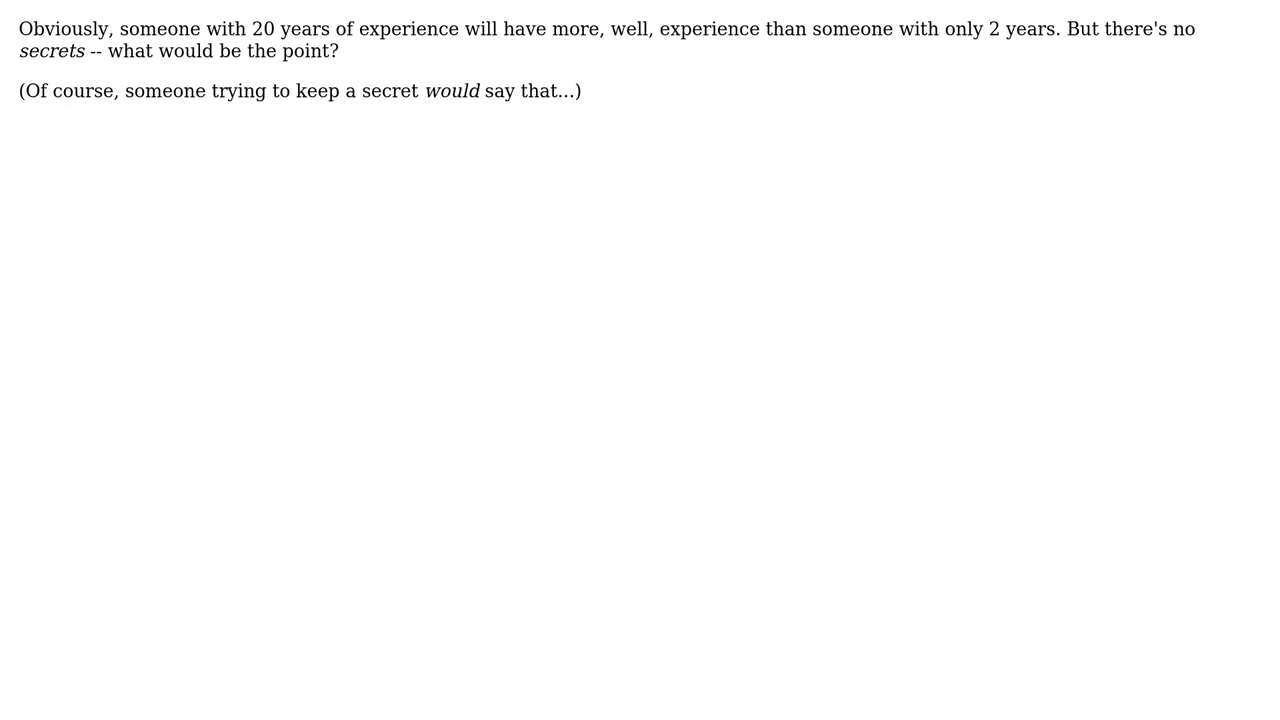 Obviously, someone with 20 years of experience will have more, well, experience than someone with only 2 years. But there's no
secrets -- what would be the point?
(Of course, someone trying to keep a secret would say that...)